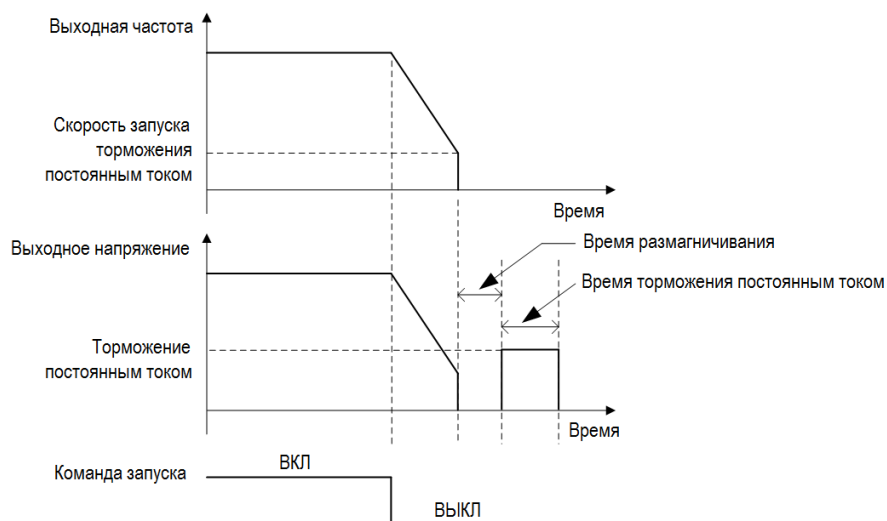 Выходная частота
Скорость запуска
торможения
постоянным током
Время
Выходное напряжение
Время размагничивания
Время торможения постоянным током
Торможение
постоянным током
Время
Команда запуска
ВКЛ
ВЫКЛ